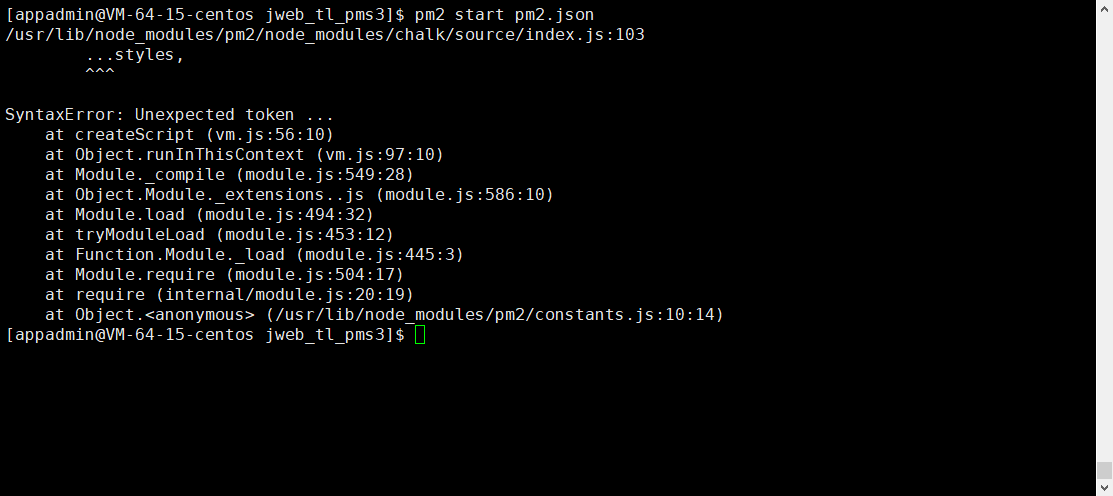 [appadmin@VM-64-15-centos jweb_tl_pms3]$ pm2 start pm2.json
/usr/lib/node_modules/pm2/node_modules/chalk/source/index.js:103
        ...styles,
        ^^^

SyntaxError: Unexpected token ...
    at createScript (vm.js:56:10)
    at Object.runInThisContext (vm.js:97:10)
    at Module._compile (module.js:549:28)
    at Object.Module._extensions..js (module.js:586:10)
    at Module.load (module.js:494:32)
    at tryModuleLoad (module.js:453:12)
    at Function.Module._load (module.js:445:3)
    at Module.require (module.js:504:17)
    at require (internal/module.js:20:19)
    at Object.<anonymous> (/usr/lib/node_modules/pm2/constants.js:10:14)
[appadmin@VM-64-15-centos jweb_tl_pms3]$